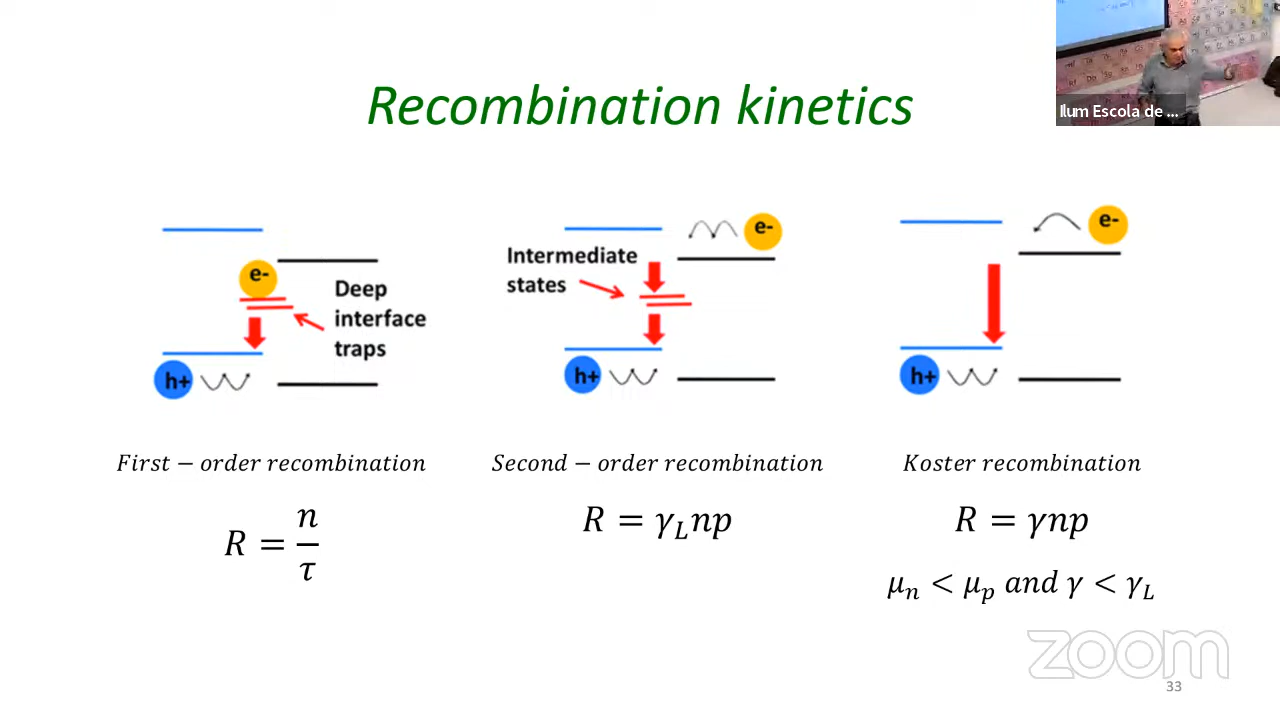 Ilum Escola de ...
Recombination kinetics
e-
Deep
interface
traps
h+
Intermediate
states
e-
h+
e-
h+
First − order recombination
R = n/τ
Second − order recombination
R = γ_L np
Koster recombination
R = γnp
μ_n < μ_p and γ < γ_L
zoom
33